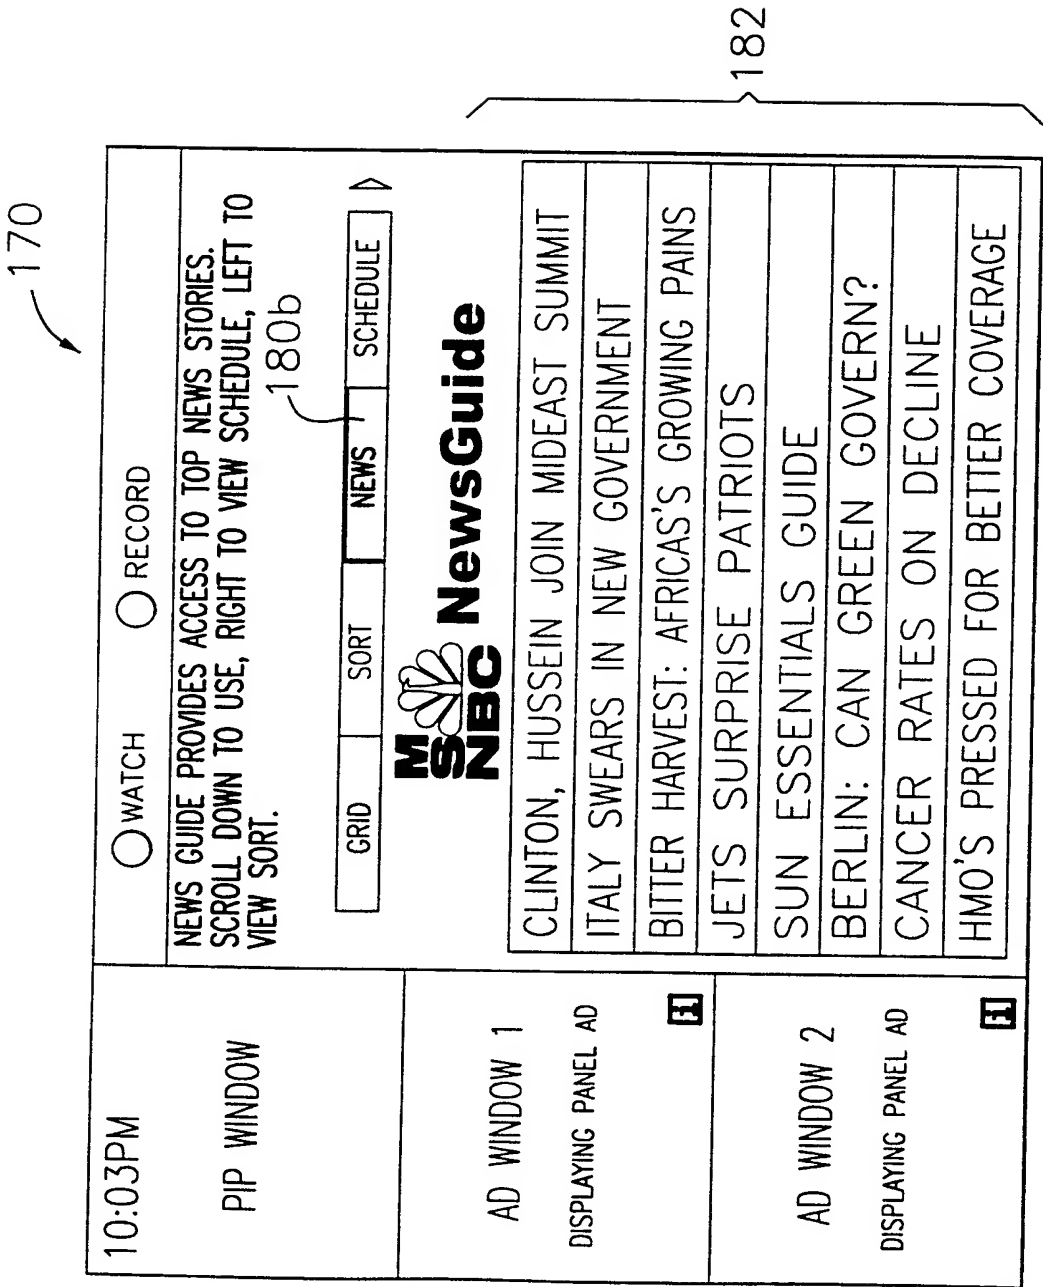 170
10:03PM
PIP WINDOW
AD WINDOW 1
DISPLAYING PANEL AD
i
AD WINDOW 2
DISPLAYING PANEL AD
i
WATCH RECORD
NEWS GUIDE PROVIDES ACCESS TO TOP NEWS STORIES.
SCROLL DOWN TO USE, RIGHT TO VIEW SCHEDULE, LEFT TO
VIEW SORT.
180b
GRID SORT NEWS SCHEDULE
MSNBC NewsGuide
CLINTON, HUSSEIN JOIN MIDEAST SUMMIT
ITALY SWEARS IN NEW GOVERNMENT
BITTER HARVEST: AFRICAS'S GROWING PAINS
JETS SURPRISE PATRIOTS
SUN ESSENTIALS GUIDE
BERLIN: CAN GREEN GOVERN?
CANCER RATES ON DECLINE
HMO'S PRESSED FOR BETTER COVERAGE
182